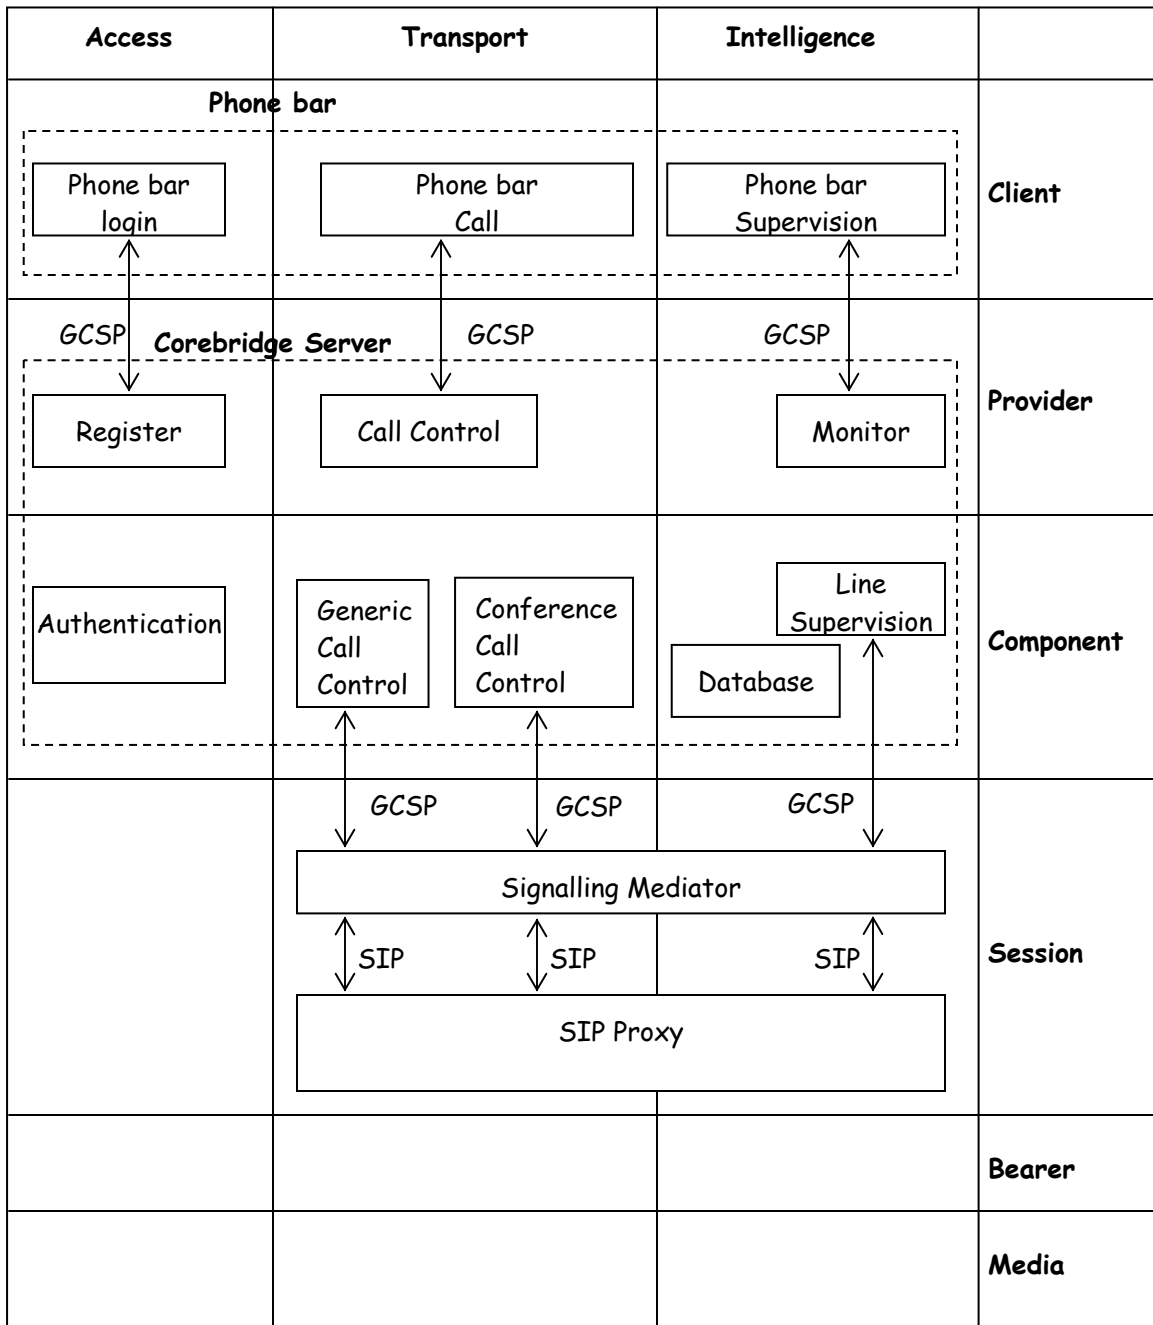 Access
Transport
Intelligence
Phone bar
Phone bar
login
Phone bar
Call
Phone bar
Supervision
Client
GCSP
Corebridge Server
GCSP
GCSP
Register
Call Control
Monitor
Provider
Authentication
Generic
Call
Control
Conference
Call
Control
Line
Supervision
Database
Component
GCSP
GCSP
GCSP
Signalling Mediator
SIP
SIP
SIP
Session
SIP Proxy
Bearer
Media